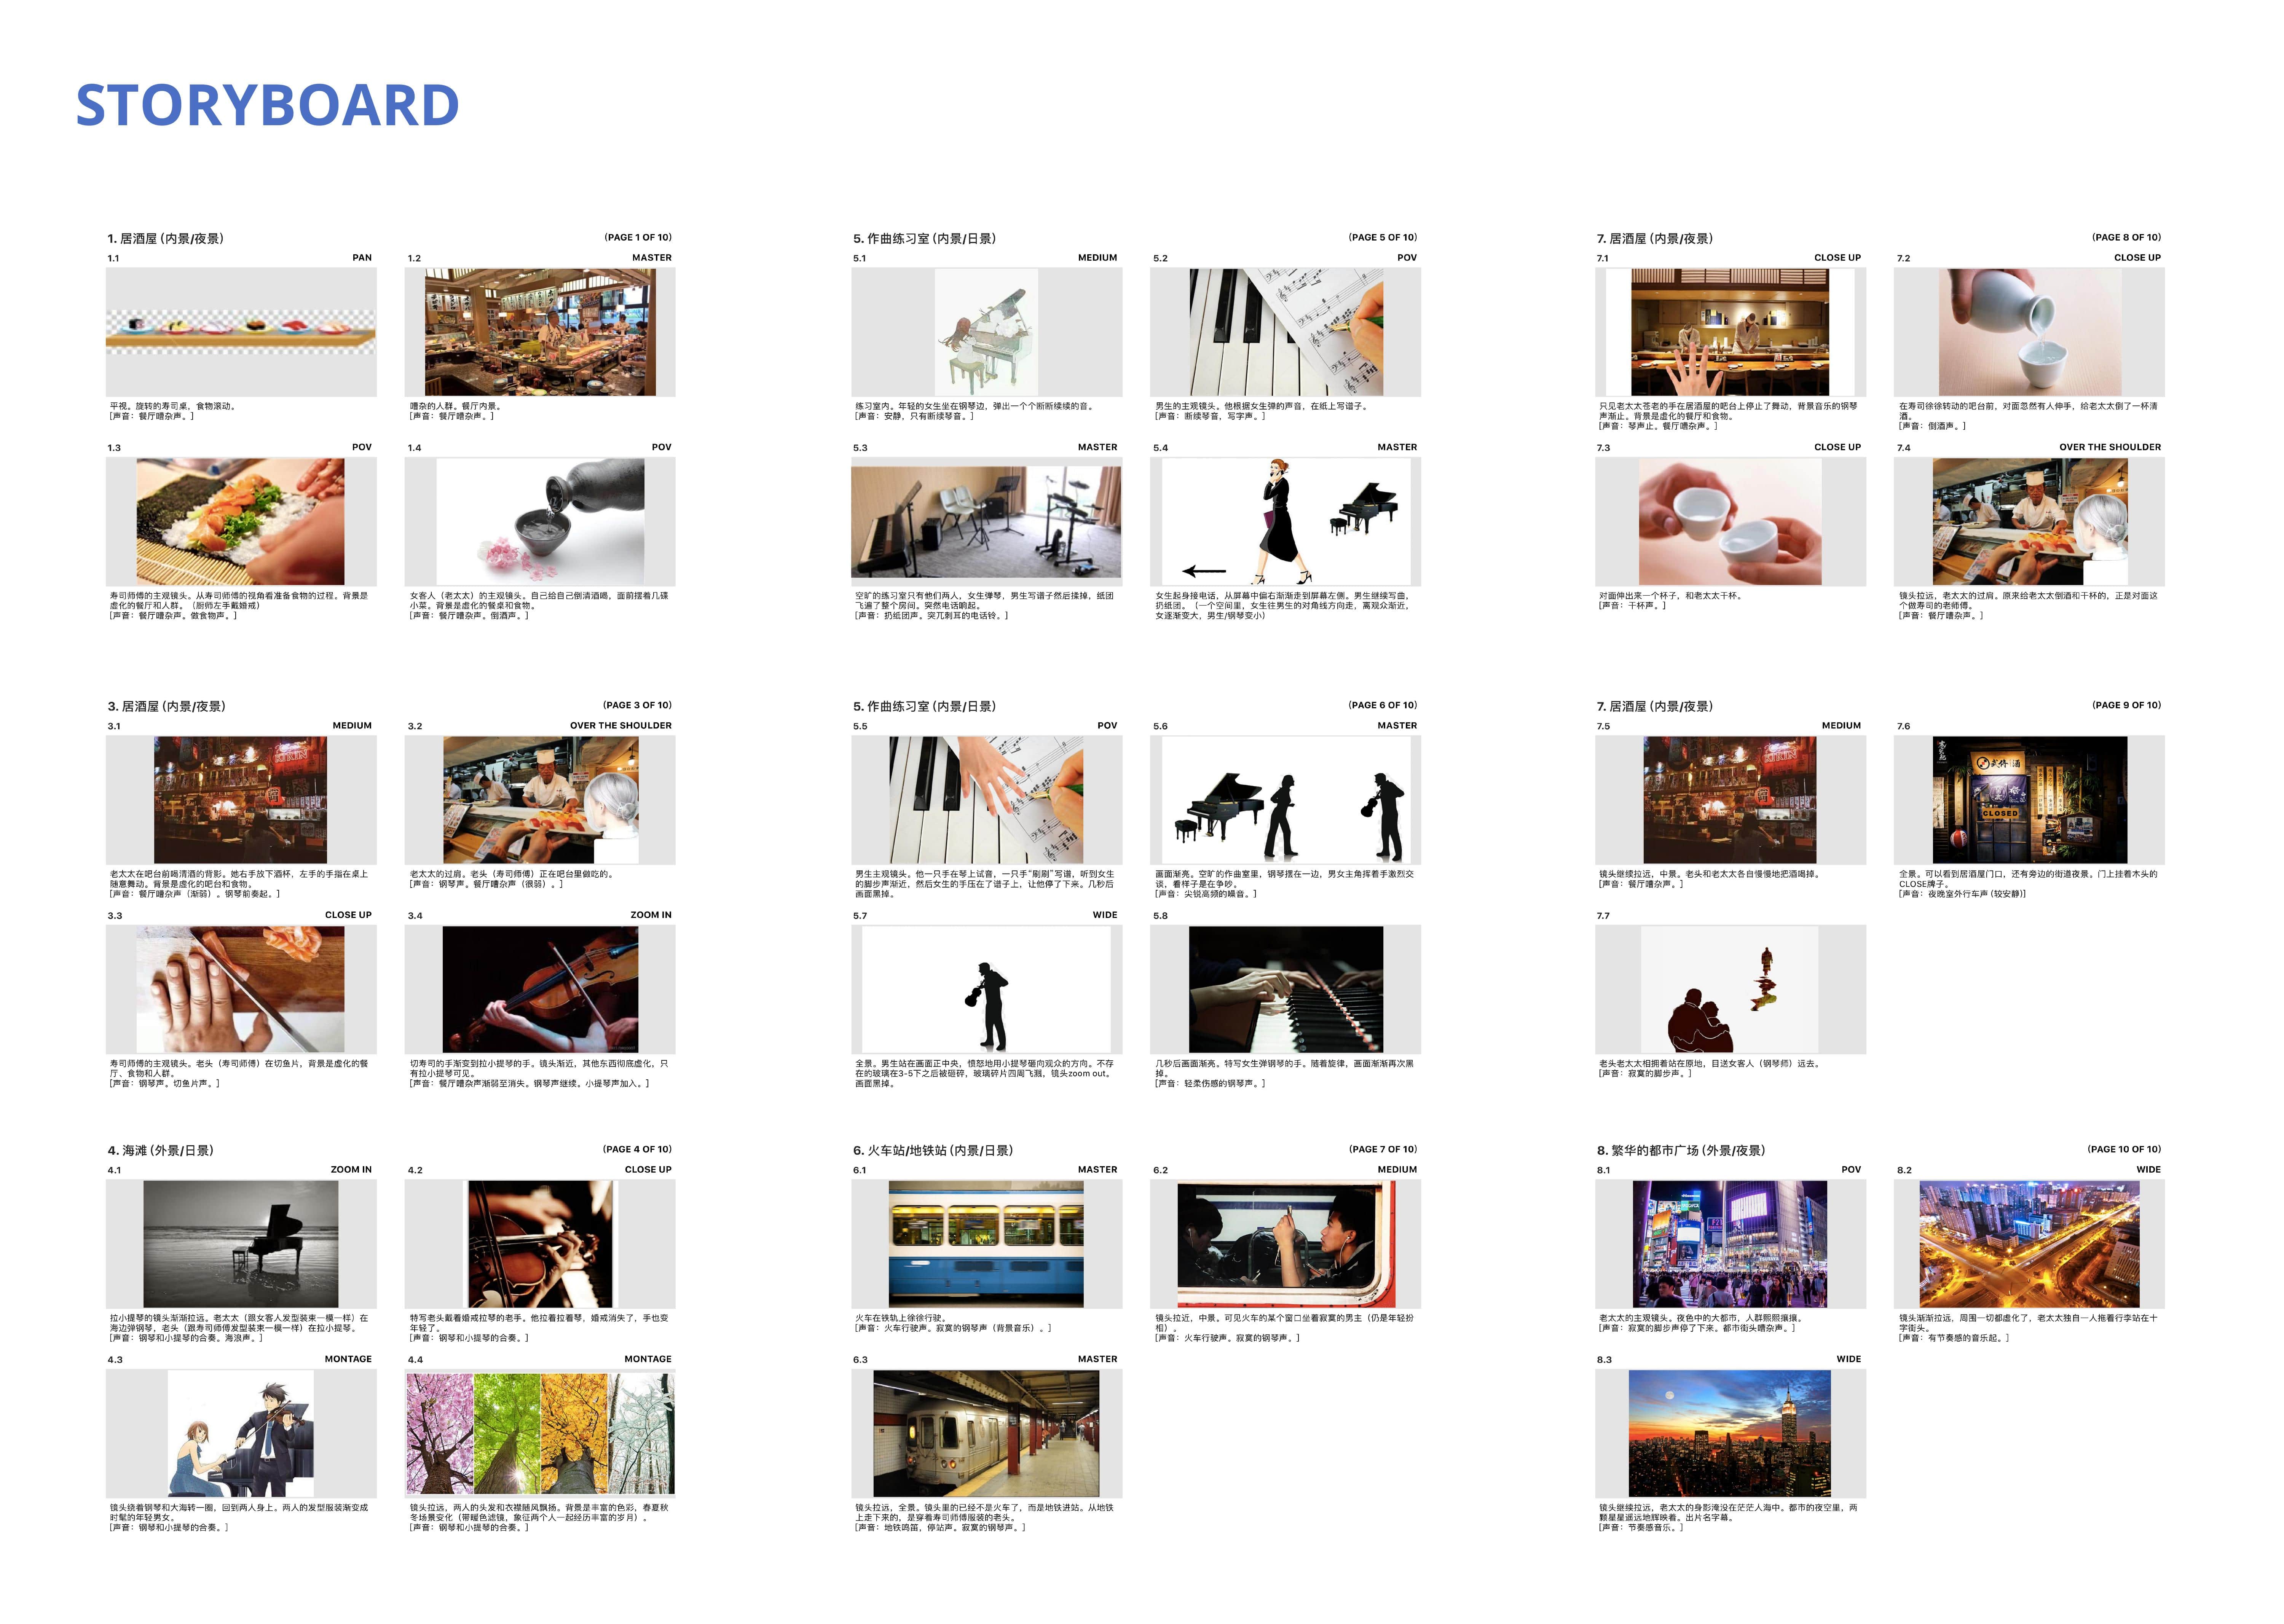 STORYBOARD
1. 居酒屋 (内景/夜景)
(PAGE 1 OF 10)
1.1
PAN
1.2
MASTER
平视。旋转的寿司桌，食物滚动。
[声音：餐厅嘈杂声。]
嘈杂的人群。餐厅内景。
[声音：餐厅嘈杂声。]
1.3
POV
1.4
POV
寿司师傅的主观镜头。从寿司师傅的视角看准备食物的过程。背景是
虚化的餐厅和人群。（厨师左手戴婚戒）
[声音：餐厅嘈杂声。做食物声。]
女客人（老太太）的主观镜头。自己给自己倒清酒喝，面前摆着几碟
小菜。背景是虚化的餐桌和食物。
[声音：餐厅嘈杂声。倒酒声。]
3. 居酒屋 (内景/夜景)
(PAGE 3 OF 10)
3.1
MEDIUM
3.2
OVER THE SHOULDER
KIRIN
老太太在吧台前喝清酒的背影。她右手放下酒杯，左手的手指在桌上
随意舞动。背景是虚化的吧台和食物。
[声音：餐厅嘈杂声（渐弱）。钢琴前奏起。]
老太太的过肩。老头（寿司师傅）正在吧台里做吃的。
[声音：钢琴声。餐厅嘈杂声（很弱）。]
3.3
CLOSE UP
3.4
ZOOM IN
寿司师傅的主观镜头。老头（寿司师傅）在切鱼片，背景是虚化的餐
厅、食物和人群。
[声音：钢琴声。切鱼片声。]
切寿司的手渐变到拉小提琴的手。镜头渐近，其他东西彻底虚化，只
有拉小提琴可见。
[声音：餐厅嘈杂声渐弱至消失。钢琴声继续。小提琴声加入。]
4. 海滩 (外景/日景)
(PAGE 4 OF 10)
4.1
ZOOM IN
4.2
CLOSE UP
拉小提琴的镜头渐渐拉远。老太太（跟女客人发型装束一模一样）在
海边弹钢琴，老头（跟寿司师傅发型装束一模一样）在拉小提琴。
[声音：钢琴和小提琴的合奏。海浪声。]
特写老头戴着婚戒拉琴的老手。他拉着拉着琴，婚戒消失了，手也变
年轻了。
[声音：钢琴和小提琴的合奏。]
4.3
MONTAGE
4.4
MONTAGE
镜头绕着钢琴和大海转一圈，回到两人身上。两人的发型服装渐变成
时髦的年轻男女。
[声音：钢琴和小提琴的合奏。]
镜头拉远，两人的头发和衣襟随风飘扬。背景是丰富的色彩，春夏秋
冬场景变化（带暖色滤镜，象征两个人一起经历丰富的岁月）。
[声音：钢琴和小提琴的合奏。]
5. 作曲练习室 (内景/日景)
(PAGE 5 OF 10)
5.1
MEDIUM
5.2
POV
练习室内。年轻的女生坐在钢琴边，弹出一个个断断续续的音。
[声音：安静，只有断续琴音。]
男生的主观镜头。他根据女生弹的声音，在纸上写谱子。
[声音：断续琴音，写字声。]
5.3
MASTER
5.4
MASTER
空旷的练习室只有他们两人，女生弹琴，男生写谱子然后揉掉，纸团
飞遍了整个房间。突然电话响起。
[声音：扔纸团声。突兀刺耳的电话铃。]
女生起身接电话，从屏幕中偏右渐渐走到屏幕左侧。男生继续写曲，
扔纸团。（一个空间里，女生往男生的对角线方向走，离观众渐近，
女逐渐变大，男生/钢琴变小）
5. 作曲练习室 (内景/日景)
(PAGE 6 OF 10)
5.5
POV
5.6
MASTER
男生主观镜头。他一只手在琴上试音，一只手“刷刷”写谱，听到女生
的脚步声渐近，然后女生的手压在了谱子上，让他停了下来。几秒后
画面黑掉。
画面渐亮。空旷的作曲室里，钢琴摆在一边，男女主角挥着手激烈交
谈，看样子是在争吵。
[声音：尖锐高频的噪音。]
5.7
WIDE
5.8
全景。男生站在画面正中央，愤怒地用小提琴砸向观众的方向。不存
在的玻璃在3-5下之后被砸碎，玻璃碎片四周飞溅，镜头zoom out。
画面黑掉。
几秒后画面渐亮。特写女生弹钢琴的手。随着旋律，画面渐渐再次黑
掉。
[声音：轻柔伤感的钢琴声。]
6. 火车站/地铁站 (内景/日景)
(PAGE 7 OF 10)
6.1
MASTER
6.2
MEDIUM
火车在铁轨上徐徐行驶。
[声音：火车行驶声。寂寞的钢琴声（背景音乐）。]
镜头拉近，中景。可见火车的某个窗口坐着寂寞的男主（仍是年轻扮
相）。
[声音：火车行驶声。寂寞的钢琴声。]
6.3
MASTER
镜头拉远，全景。镜头里的已经不是火车了，而是地铁进站。从地铁
上走下来的，是穿着寿司师傅服装的老头。
[声音：地铁鸣笛，停站声。寂寞的钢琴声。]
7. 居酒屋 (内景/夜景)
(PAGE 8 OF 10)
7.1
CLOSE UP
7.2
CLOSE UP
只见老太太苍老的手在居酒屋的吧台上停止了舞动，背景音乐的钢琴
声渐止。背景是虚化的餐厅和食物。
[声音：琴声止。餐厅嘈杂声。]
在寿司徐徐转动的吧台前，对面忽然有人伸手，给老太太倒了一杯清
酒。
[声音：倒酒声。]
7.3
CLOSE UP
7.4
OVER THE SHOULDER
对面伸出来一个杯子，和老太太干杯。
[声音：干杯声。]
镜头拉远，老太太的过肩。原来给老太太倒酒和干杯的，正是对面这
个做寿司的老师傅。
[声音：餐厅嘈杂声。]
7. 居酒屋 (内景/夜景)
(PAGE 9 OF 10)
7.5
MEDIUM
7.6
KIRIN
CLOSED
镜头继续拉远，中景。老头和老太太各自慢慢地把酒喝掉。
[声音：餐厅嘈杂声。]
全景。可以看到居酒屋门口，还有旁边的街道夜景。门上挂着木头的
CLOSE牌子。
[声音：夜晚室外行车声 (较安静)]
7.7
老头老太太相拥着站在原地，目送女客人（钢琴师）远去。
[声音：寂寞的脚步声。]
8. 繁华的都市广场 (外景/夜景)
(PAGE 10 OF 10)
8.1
POV
8.2
WIDE
老太太的主观镜头。夜色中的大都市，人群熙熙攘攘。
[声音：寂寞的脚步声停了下来。都市街头嘈杂声。]
镜头渐渐拉远，周围一切都虚化了，老太太独自一人拖着行李站在十
字街头。
[声音：有节奏感的音乐起。]
8.3
WIDE
镜头继续拉远，老太太的身影淹没在茫茫人海中。都市的夜空里，两
颗星星遥远地辉映着。出片名字幕。
[声音：节奏感音乐。]